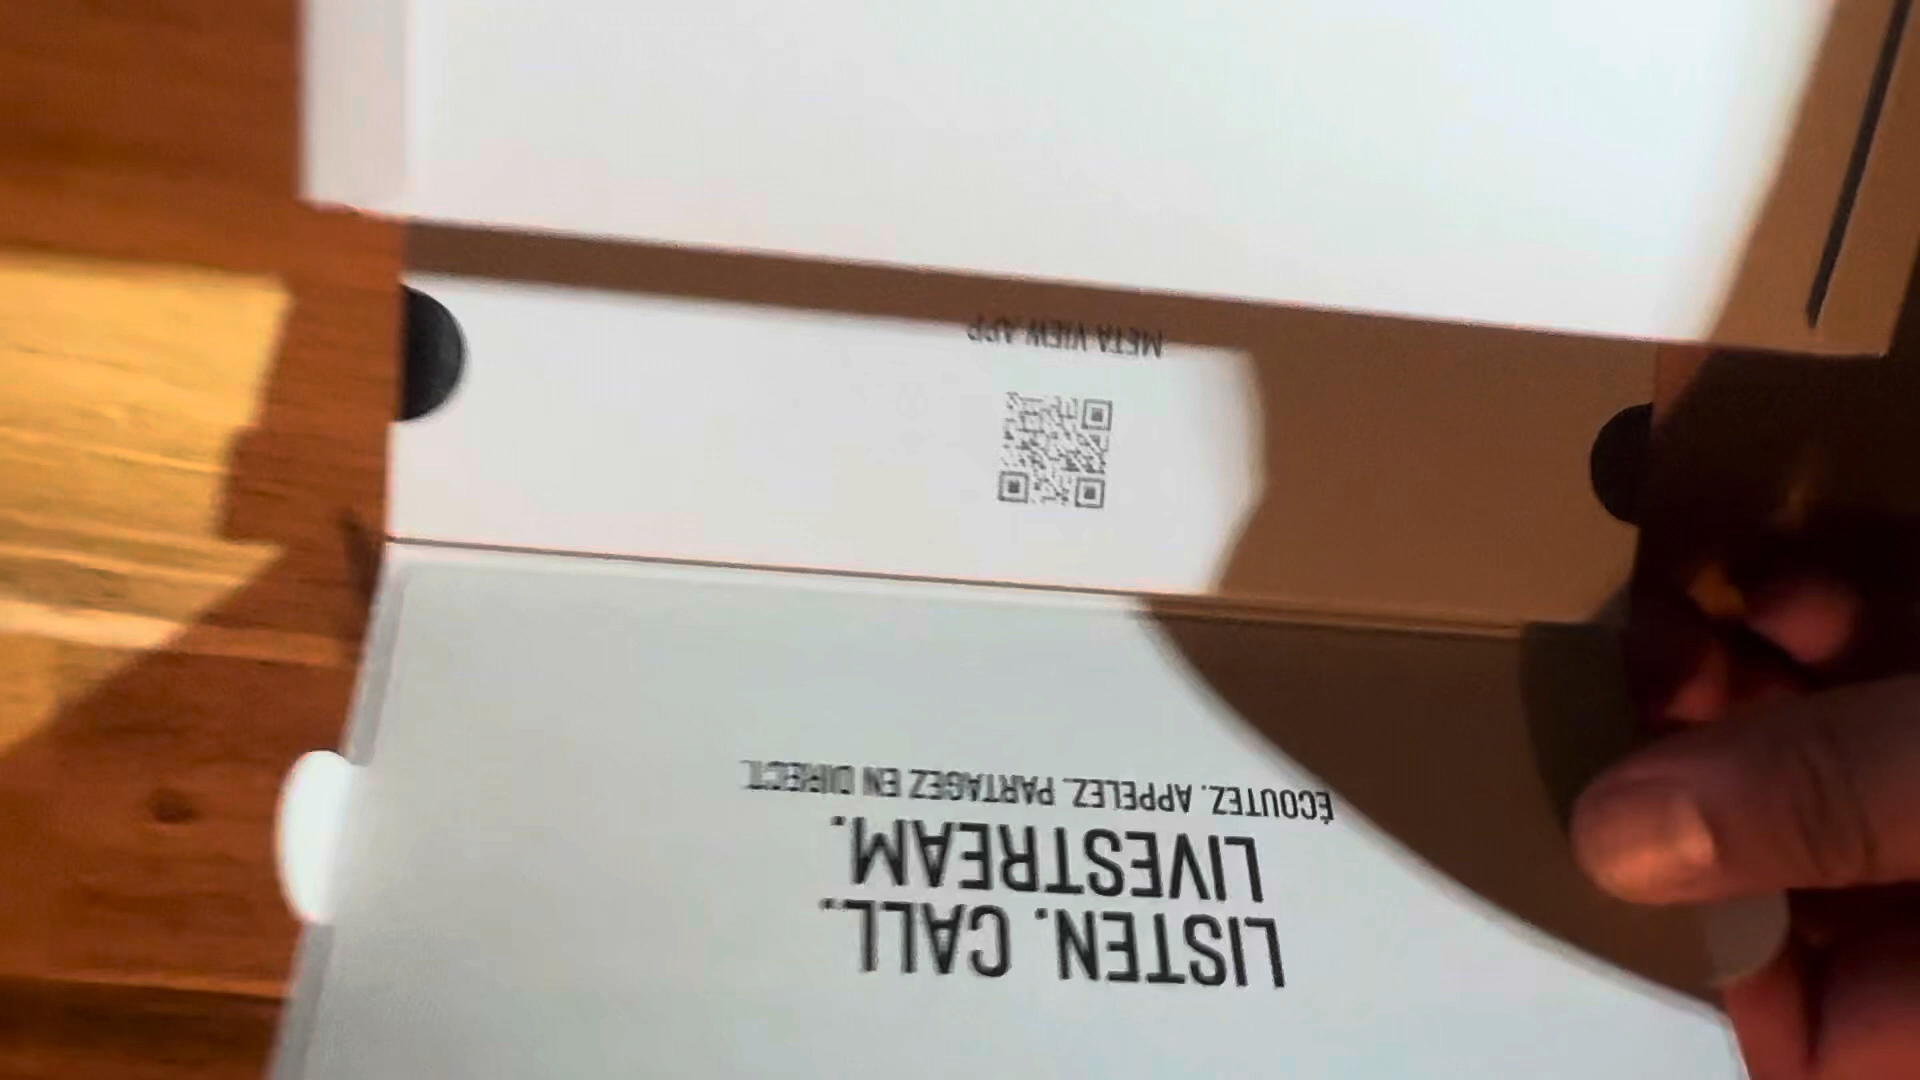 LISTEN. CALL.
LIVESTREAM.
ÉCOUTEZ. APPELEZ. PARTAGEZ EN DIRECT.
META VIEW APP